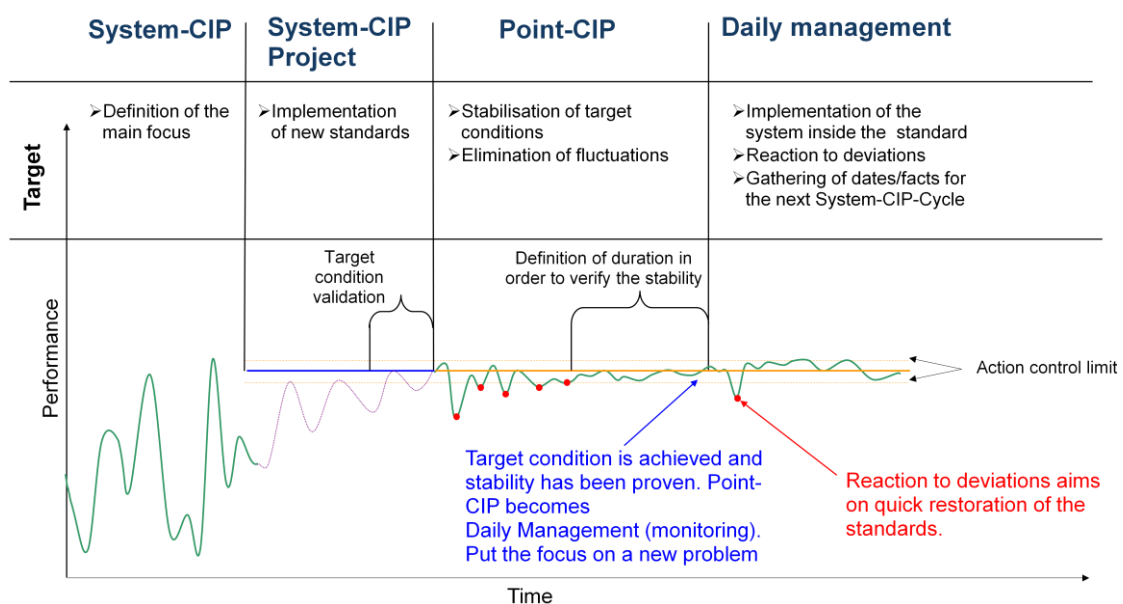 System-CIP
System-CIP
Project
Point-CIP
Daily management
Target
➢Definition of the
main focus
➢Implementation
of new standards
➢Stabilisation of target
conditions
➢Elimination of fluctuations
➢Implementation of the
system inside the standard
➢Reaction to deviations
➢Gathering of dates/facts for
the next System-CIP-Cycle
Performance
Target
condition
validation
Definition of duration in
order to verify the stability
Action control limit
Target condition is achieved and
stability has been proven. Point-
CIP becomes
Daily Management (monitoring).
Put the focus on a new problem
Reaction to deviations aims
on quick restoration of the
standards.
Time